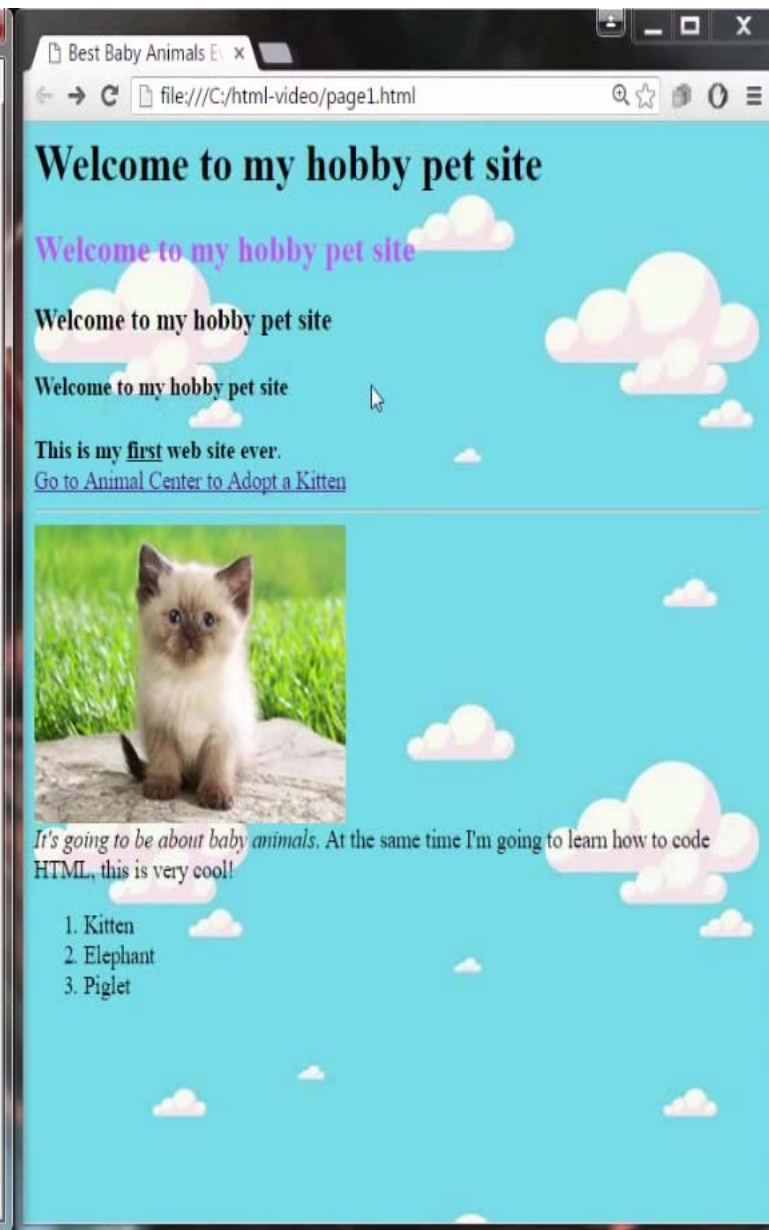 Best Baby Animals E
file:///C:/html-video/page1.html
Welcome to my hobby pet site
Welcome to my hobby pet site
Welcome to my hobby pet site
Welcome to my hobby pet site
This is my first web site ever.
Go to Animal Center to Adopt a Kitten
It's going to be about baby animals. At the same time I'm going to learn how to code
HTML, this is very cool!
1. Kitten
2. Elephant
3. Piglet